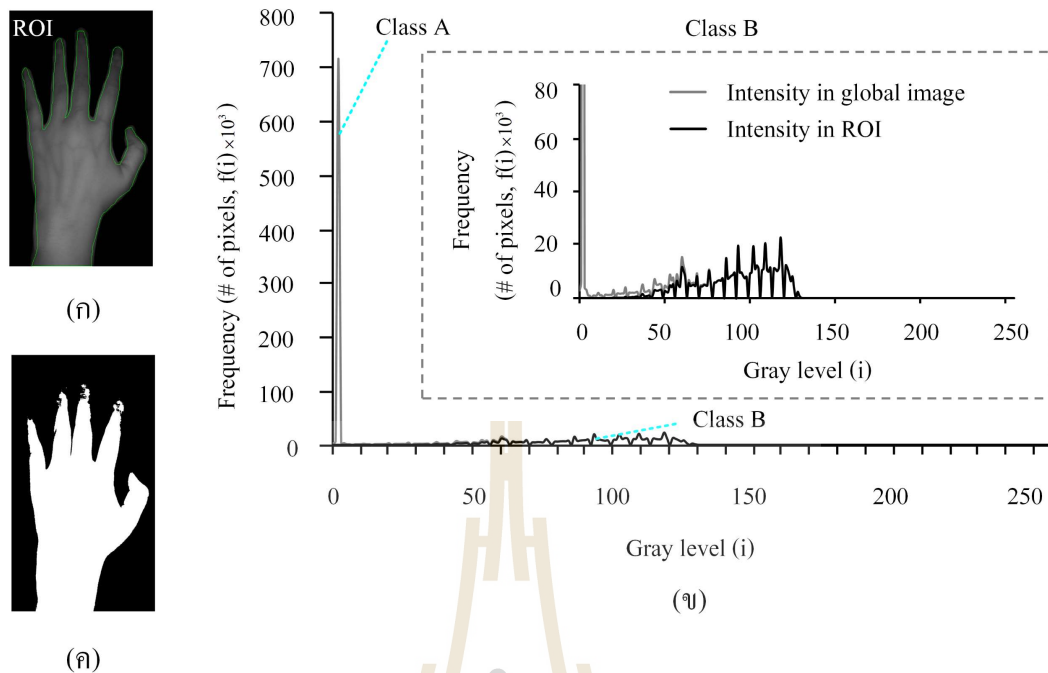 ROI
(ก)
(ค)
Class A
Class B
Frequency (# of pixels, f(i)×10³)
800
700
600
500
400
300
200
100
0
Frequency
(# of pixels, f(i)×10³)
80
60
40
20
0
Intensity in global image
Intensity in ROI
0 50 100 150 200 250
Gray level (i)
Class B
0 50 100 150 200 250
Gray level (i)
(ข)